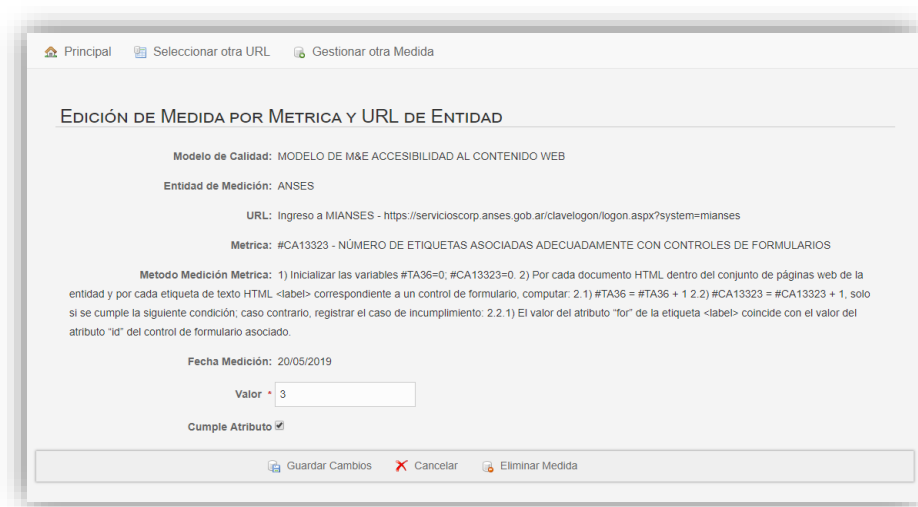 Principal Seleccionar otra URL Gestionar otra Medida
Edición de Medida por Metrica y URL de Entidad
Modelo de Calidad: MODELO DE M&E ACCESIBILIDAD AL CONTENIDO WEB
Entidad de Medición: ANSES
URL: Ingreso a MIANSES - https://servicioscorp.anses.gob.ar/clavelogon/logon.aspx?system=mianses
Metrica: #CA13323 - NÚMERO DE ETIQUETAS ASOCIADAS ADECUADAMENTE CON CONTROLES DE FORMULARIOS
Metodo Medición Metrica: 1) Inicializar las variables #TA36=0; #CA13323=0. 2) Por cada documento HTML dentro del conjunto de páginas web de la
entidad y por cada etiqueta de texto HTML <label> correspondiente a un control de formulario, computar: 2.1) #TA36 = #TA36 + 1 2.2) #CA13323 = #CA13323 + 1, solo
si se cumple la siguiente condición; caso contrario, registrar el caso de incumplimiento: 2.2.1) El valor del atributo “for” de la etiqueta <label> coincide con el valor del
atributo “id” del control de formulario asociado.
Fecha Medición: 20/05/2019
Valor * 3
Cumple Atributo
Guardar Cambios Cancelar Eliminar Medida